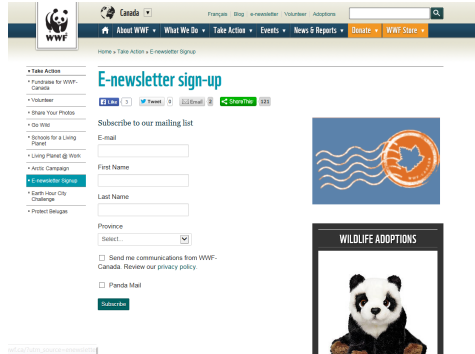 Canada
Français Blog e-newsletter Volunteer Adoptions
WWF
About WWF What We Do Take Action Events News & Reports Donate WWF Store
Home » Take Action » E-newsletter Signup
Take Action
Fundraise for WWF-
Canada
Volunteer
Share Your Photos
Go Wild
Schools for a Living
Planet
Living Planet @ Work
Arctic Campaign
E-newsletter Signup
Earth Hour City
Challenge
Protect Belugas
E-newsletter sign-up
Like 3 Tweet 0 Email 2 ShareThis 121
Subscribe to our mailing list
E-mail
First Name
Last Name
Province
Select...
Send me communications from WWF-
Canada. Review our privacy policy.
Panda Mail
Subscribe
WILDLIFE ADOPTIONS